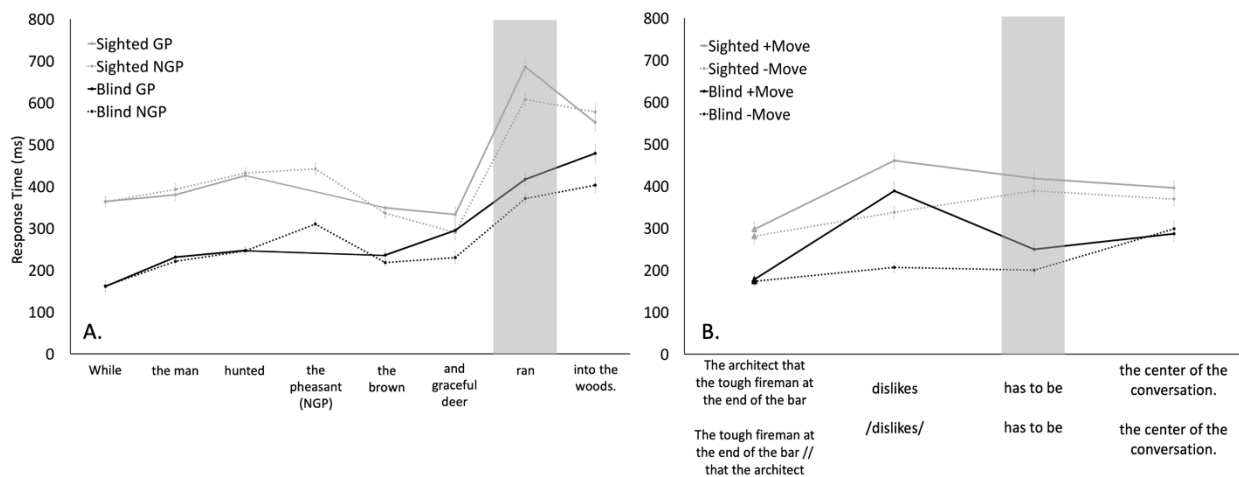 800
700
600
500
400
300
200
100
0
Response Time (ms)
Sighted GP
Sighted NGP
Blind GP
Blind NGP
A.
While
the man
hunted
the
pheasant
(NGP)
the
brown
and
graceful
deer
ran
into the
woods.
800
700
600
500
400
300
200
100
0
Sighted +Move
Sighted -Move
Blind +Move
Blind -Move
B.
The architect that
the tough fireman at
the end of the bar
dislikes
has to be
the center of the
conversation.
The tough fireman at
the end of the bar //
that the architect
/dislikes/
has to be
the center of the
conversation.